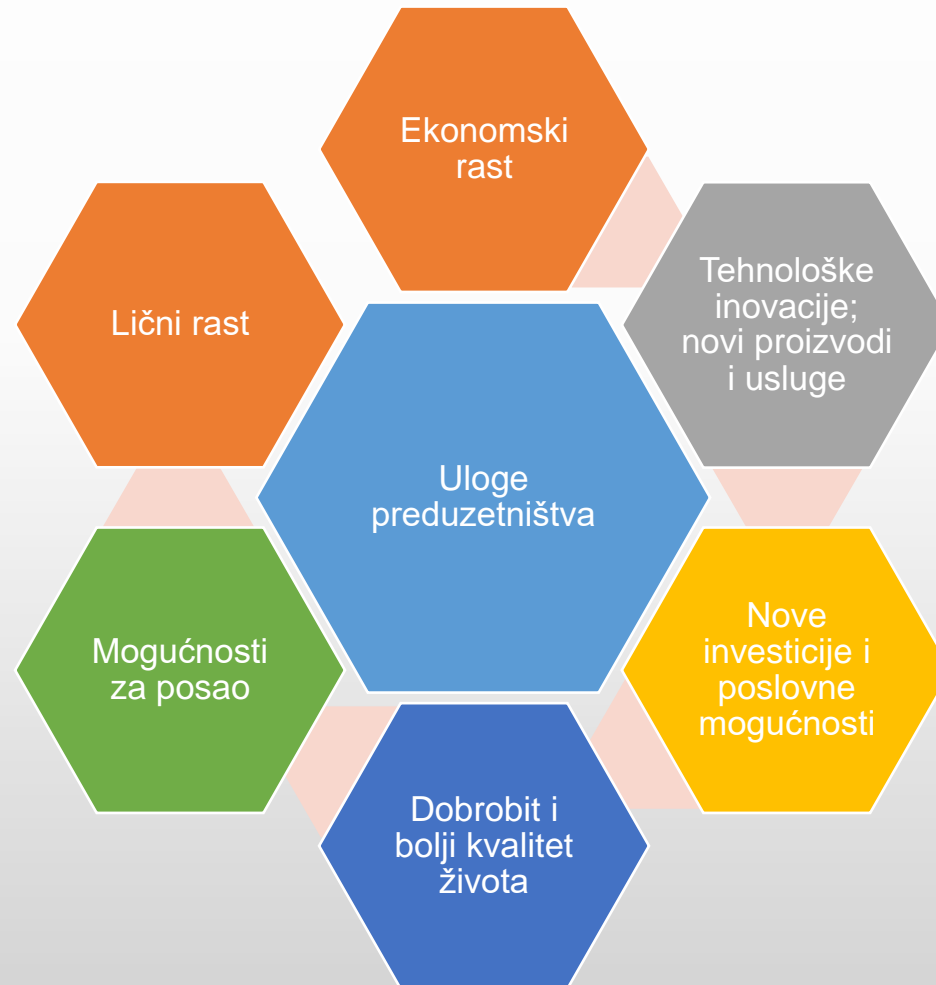 Ekonomski
rast
Tehnološke
inovacije;
novi proizvodi
i usluge
Lični rast
Uloge
preduzetništva
Nove
investicije i
poslovne
mogućnosti
Mogućnosti
za posao
Dobrobit i
bolji kvalitet
života